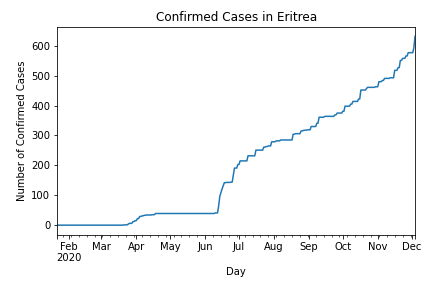 Confirmed Cases in Eritrea
Number of Confirmed Cases
600
500
400
300
200
100
0
Feb Mar Apr May Jun Jul Aug Sep Oct Nov Dec
2020
Day